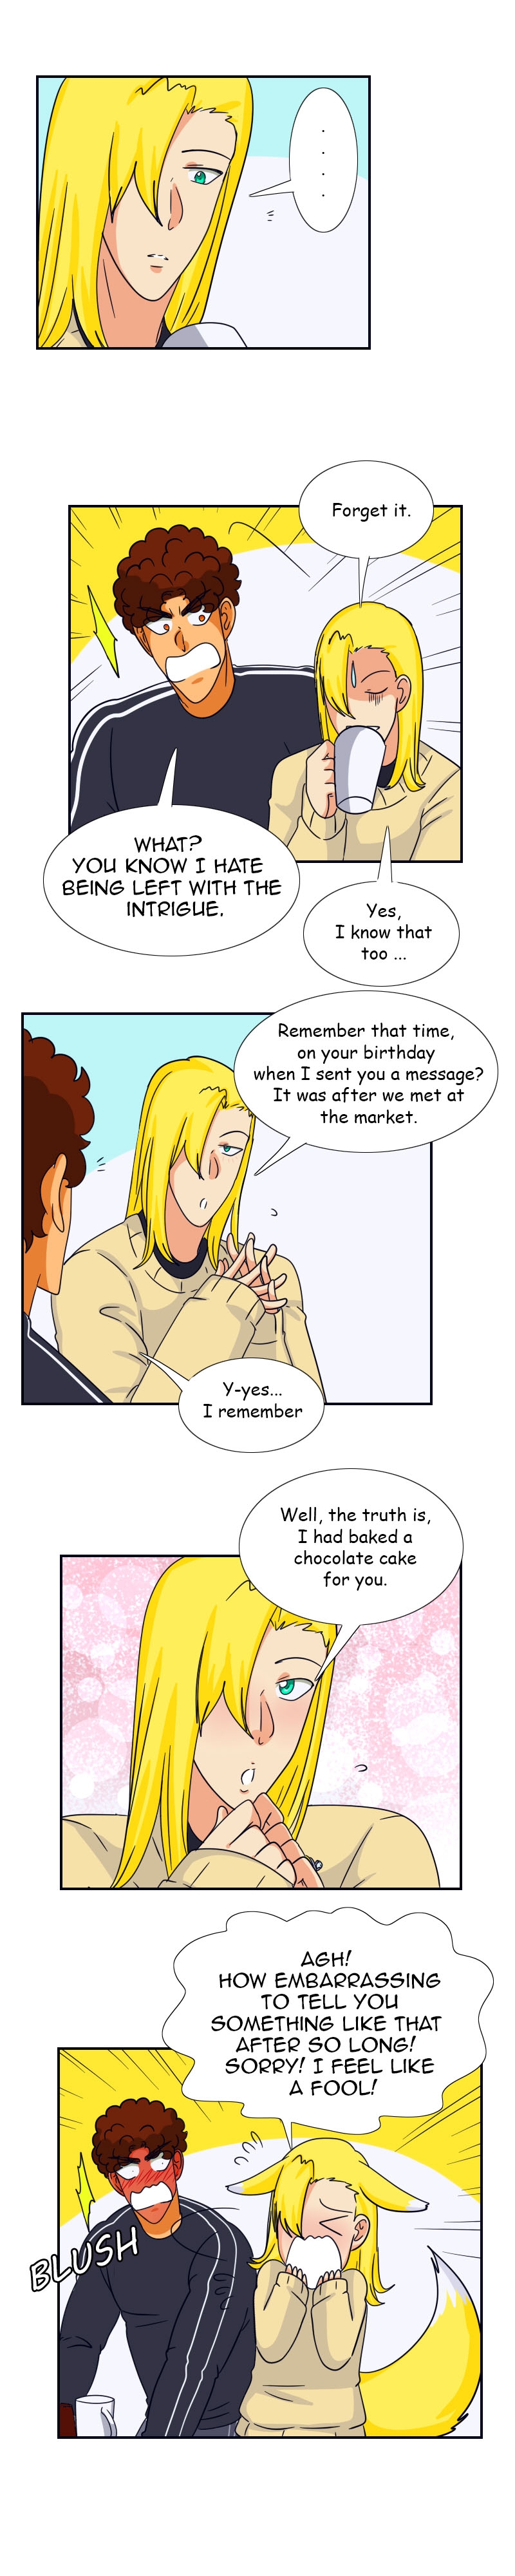 . . . .
Forget it.
WHAT?
YOU KNOW I HATE
BEING LEFT WITH THE
INTRIGUE.
Yes,
I know that
too ...
Remember that time,
on your birthday
when I sent you a message?
It was after we met at
the market.
Y-yes...
I remember
Well, the truth is,
I had baked a
chocolate cake
for you.
AGH!
HOW EMBARRASSING
TO TELL YOU
SOMETHING LIKE THAT
AFTER SO LONG!
SORRY! I FEEL LIKE
A FOOL!
BLUSH